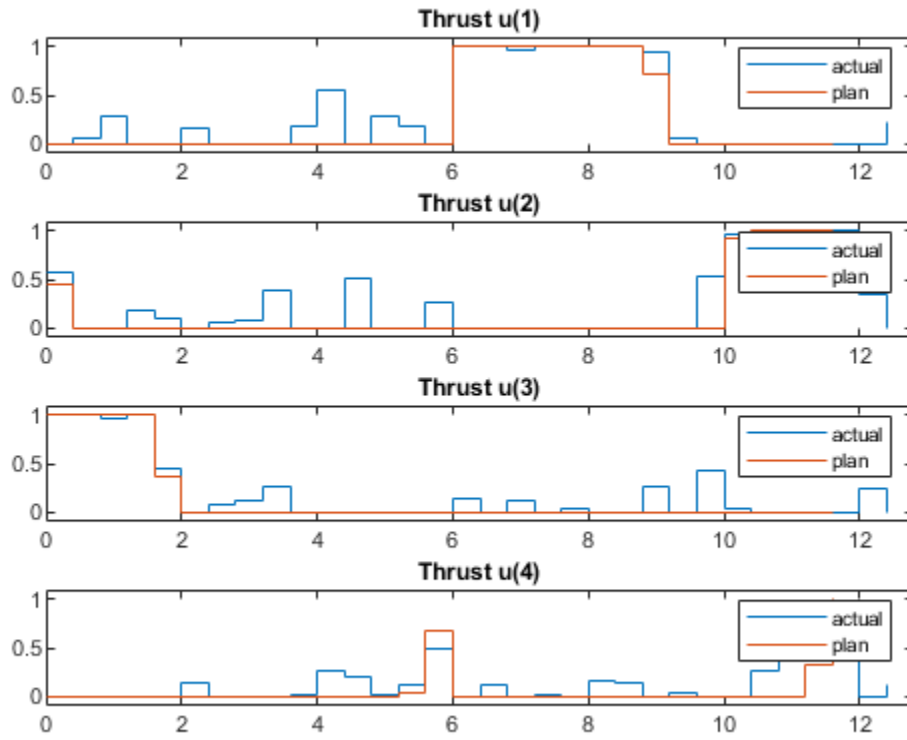 Thrust u(1)
1
0.5
0
actual
plan
0 2 4 6 8 10 12
Thrust u(2)
1
0.5
0
actual
plan
0 2 4 6 8 10 12
Thrust u(3)
1
0.5
0
actual
plan
0 2 4 6 8 10 12
Thrust u(4)
1
0.5
0
actual
plan
0 2 4 6 8 10 12